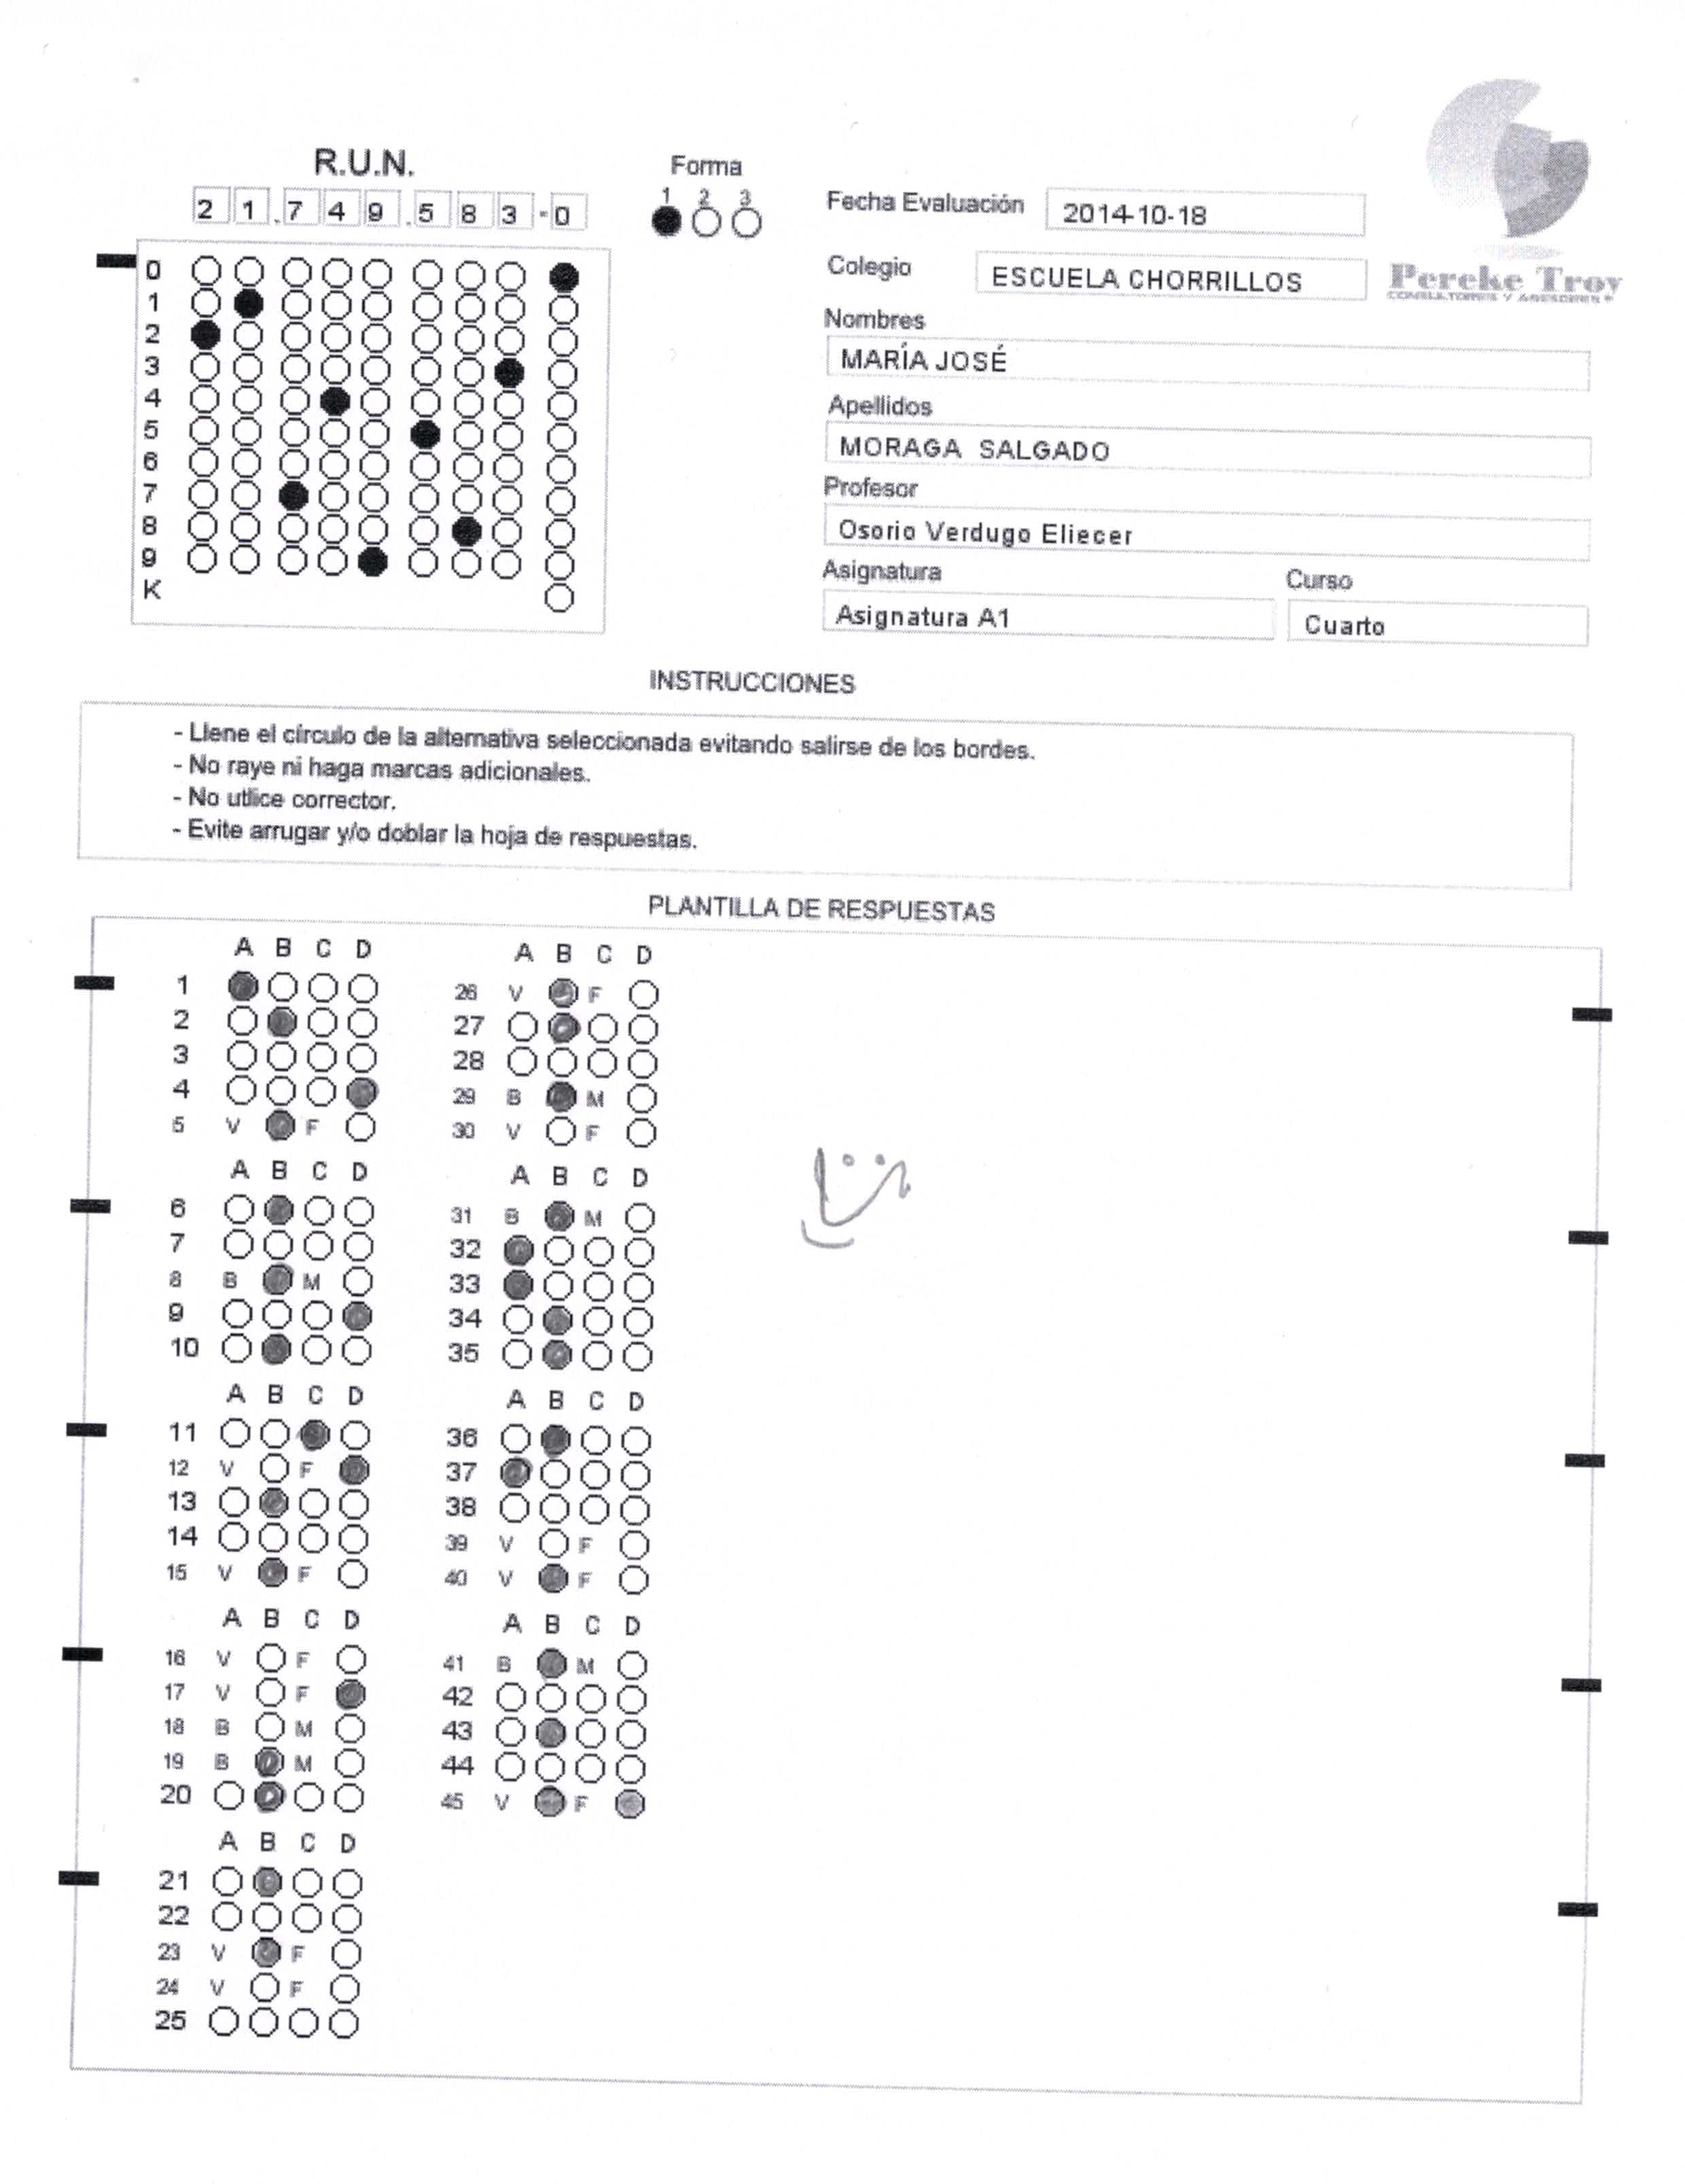 R.U.N.
Forma
2 1 . 7 4 9 . 5 8 3 - 0
1 2 3
Fecha Evaluación 2014-10-18
Colegio ESCUELA CHORRILLOS
Pereke Troy
CONSULTORES Y ASESORES
Nombres
MARÍA JOSÉ
Apellidos
MORAGA SALGADO
Profesor
Osorio Verdugo Eliecer
Asignatura Curso
Asignatura A1 Cuarto
0
1
2
3
4
5
6
7
8
9
K
INSTRUCCIONES
- Llene el círculo de la alternativa seleccionada evitando salirse de los bordes.
- No raye ni haga marcas adicionales.
- No utlice corrector.
- Evite arrugar y/o doblar la hoja de respuestas.
PLANTILLA DE RESPUESTAS
A B C D
1
2
3
4
5 V F
A B C D
6
7
8 B M
9
10
A B C D
11
12 V F
13
14
15 V F
A B C D
16 V F
17 V F
18 B M
19 B M
20
A B C D
21
22
23 V F
24 V F
25
A B C D
26 V F
27
28
29 B M
30 V F
A B C D
31 B M
32
33
34
35
A B C D
36
37
38
39 V F
40 V F
A B C D
41 B M
42
43
44
45 V F